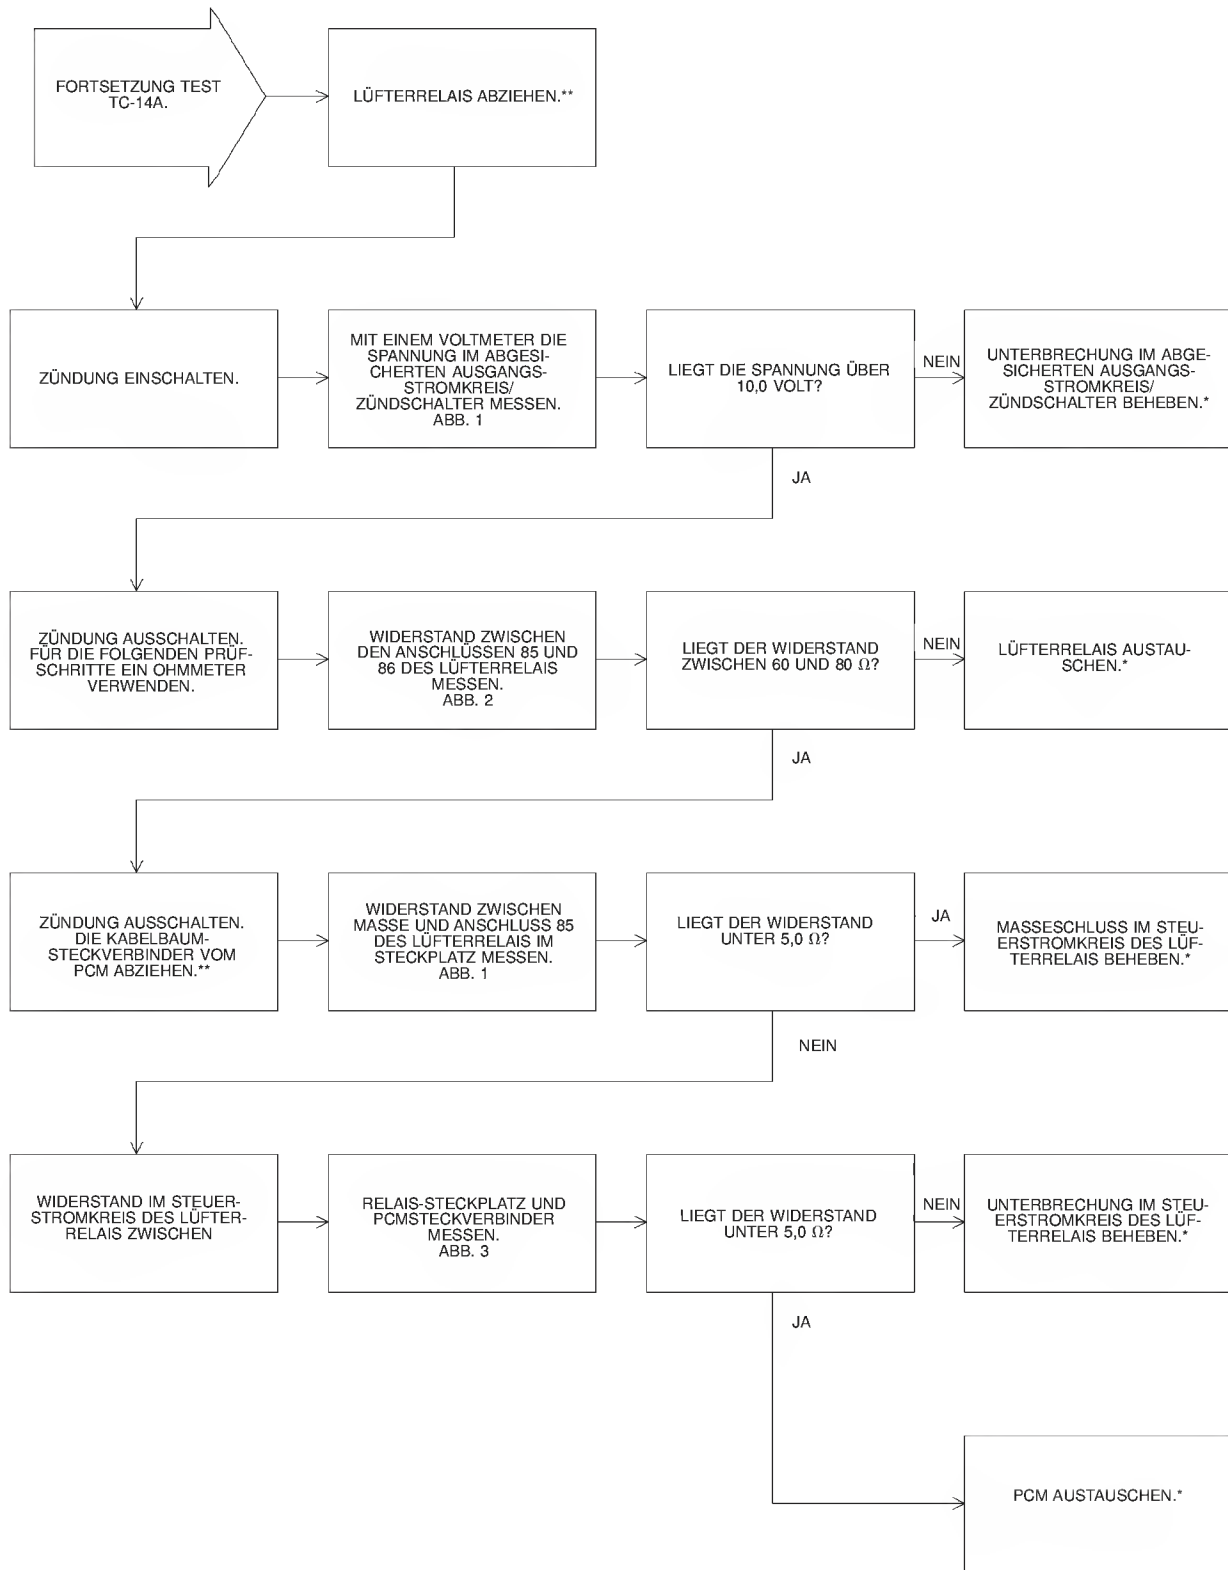 FORTSETZUNG TEST
TC-14A.
LÜFTERRELAIS ABZIEHEN.**
ZÜNDUNG EINSCHALTEN.
MIT EINEM VOLTMETER DIE
SPANNUNG IM ABGESI-
CHERTEN AUSGANGS-
STROMKREIS/
ZÜNDSCHALTER MESSEN.
ABB. 1
LIEGT DIE SPANNUNG ÜBER
10,0 VOLT?
NEIN
UNTERBRECHUNG IM ABGE-
SICHERTEN AUSGANGS-
STROMKREIS/
ZÜNDSCHALTER BEHEBEN.*
JA
ZÜNDUNG AUSSCHALTEN.
FÜR DIE FOLGENDEN PRÜF-
SCHRITTE EIN OHMMETER
VERWENDEN.
WIDERSTAND ZWISCHEN
DEN ANSCHLÜSSEN 85 UND
86 DES LÜFTERRELAIS
MESSEN.
ABB. 2
LIEGT DER WIDERSTAND
ZWISCHEN 60 UND 80 Ω?
NEIN
LÜFTERRELAIS AUSTAU-
SCHEN.*
JA
ZÜNDUNG AUSSCHALTEN.
DIE KABELBAUM-
STECKVERBINDER VOM
PCM ABZIEHEN.**
WIDERSTAND ZWISCHEN
MASSE UND ANSCHLUSS 85
DES LÜFTERRELAIS IM
STECKPLATZ MESSEN.
ABB. 1
LIEGT DER WIDERSTAND
UNTER 5,0 Ω?
JA
MASSESCHLUSS IM STEU-
ERSTROMKREIS DES LÜF-
TERRELAIS BEHEBEN.*
NEIN
WIDERSTAND IM STEUER-
STROMKREIS DES LÜFTER-
RELAIS ZWISCHEN
RELAIS-STECKPLATZ UND
PCMSTECKVERBINDER
MESSEN.
ABB. 3
LIEGT DER WIDERSTAND
UNTER 5,0 Ω?
NEIN
UNTERBRECHUNG IM STEU-
ERSTROMKREIS DES LÜF-
TERRELAIS BEHEBEN.*
JA
PCM AUSTAUSCHEN.*